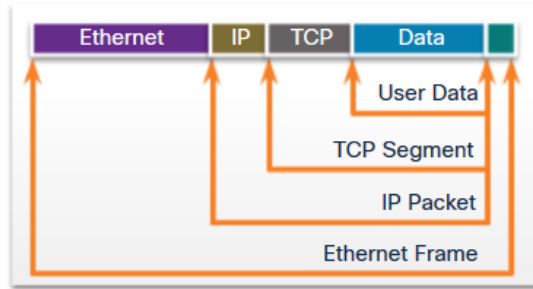 Ethernet IP TCP Data
User Data
TCP Segment
IP Packet
Ethernet Frame